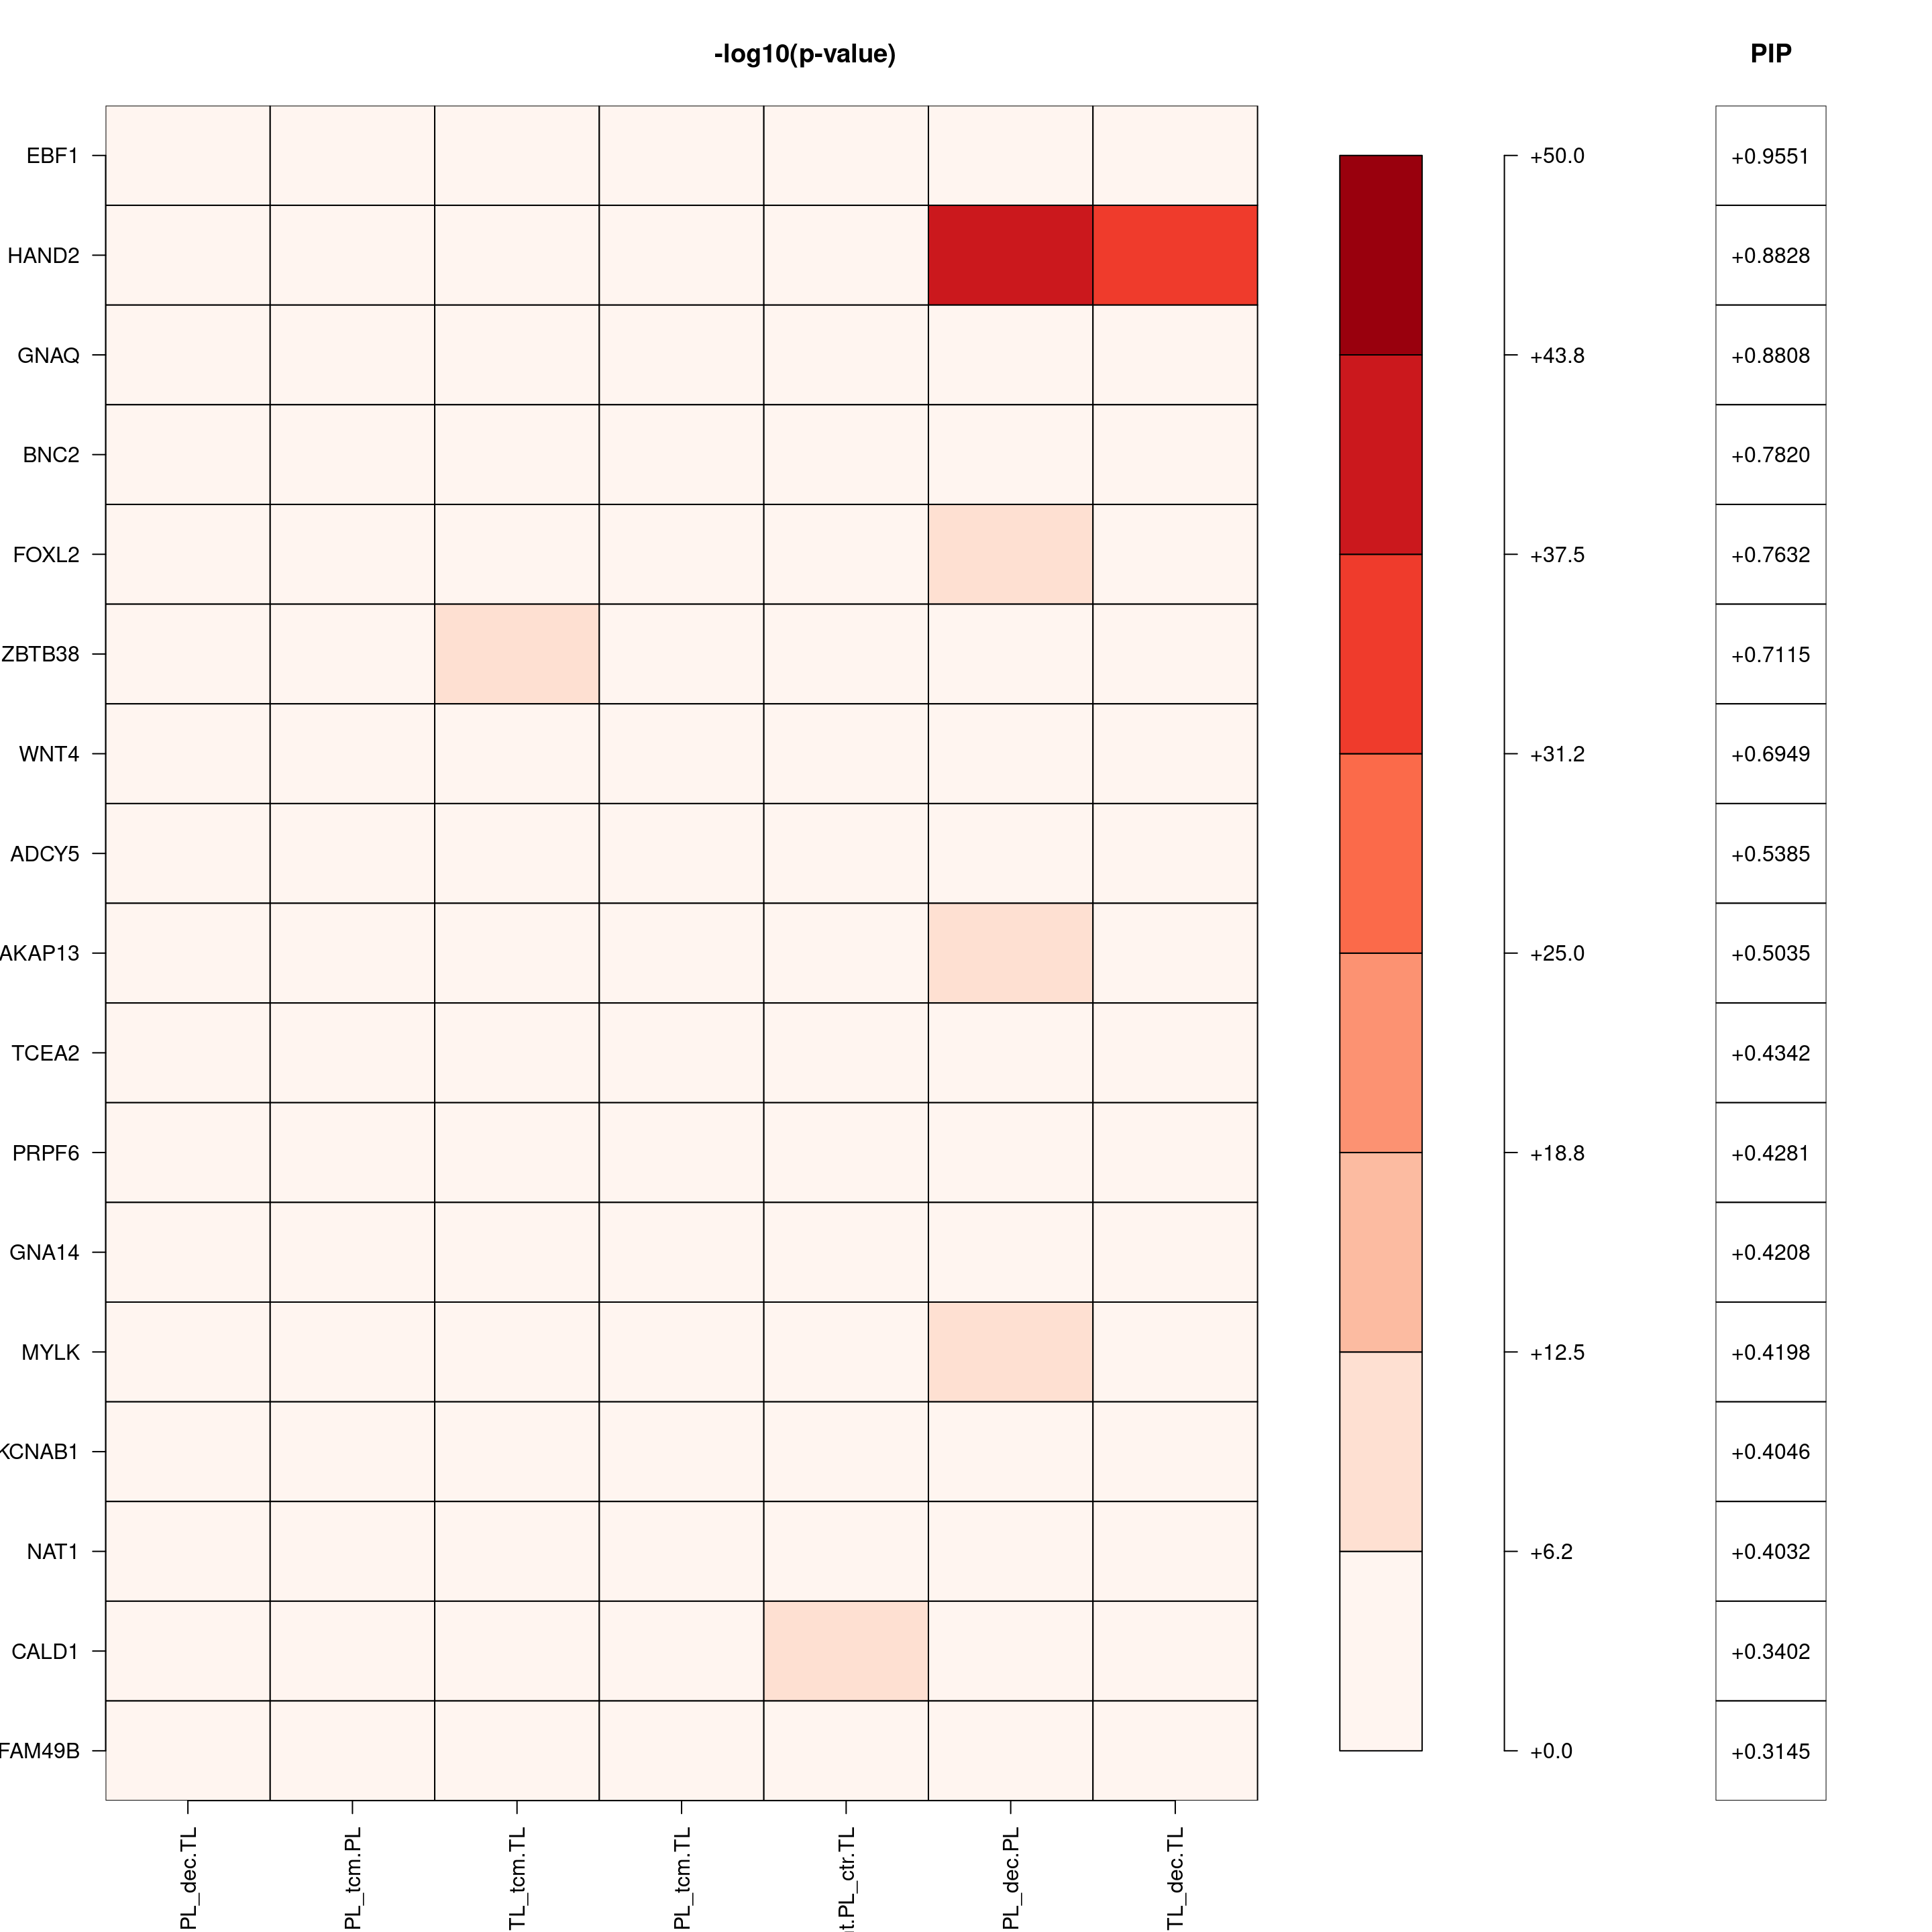 -log10(p-value) PIP
EBF1 +50.0 +0.9551
HAND2 +0.8828
GNAQ +43.8 +0.8808
BNC2 +0.7820
FOXL2 +37.5 +0.7632
ZBTB38 +0.7115
WNT4 +31.2 +0.6949
ADCY5 +0.5385
AKAP13 +25.0 +0.5035
TCEA2 +0.4342
PRPF6 +18.8 +0.4281
GNA14 +0.4208
MYLK +12.5 +0.4198
KCNAB1 +0.4046
NAT1 +6.2 +0.4032
CALD1 +0.3402
FAM49B +0.0 +0.3145
PL_dec.TL
PL_tcm.PL
TL_tcm.TL
PL_tcm.TL
t.PL_ctr.TL
PL_dec.PL
TL_dec.TL